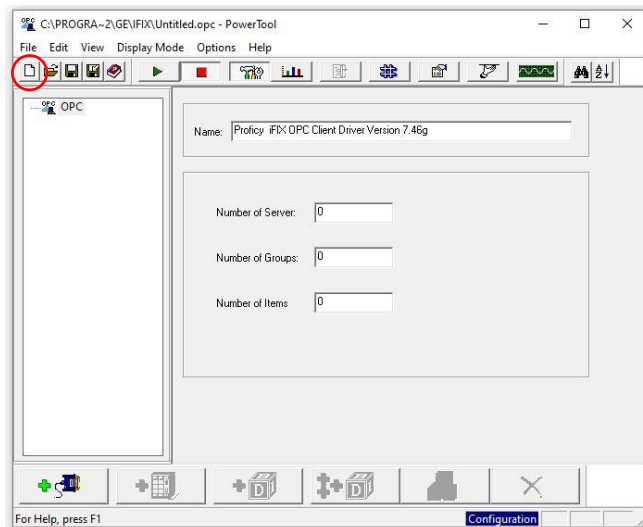 OPC C:\PROGRA~2\GE\IFIX\Untitled.opc - PowerTool
File Edit View Display Mode Options Help
A Z
OPC OPC
Name: Proficy iFIX OPC Client Driver Version 7.46g
Number of Server: 0
Number of Groups: 0
Number of Items 0
D D
For Help, press F1 Configuration